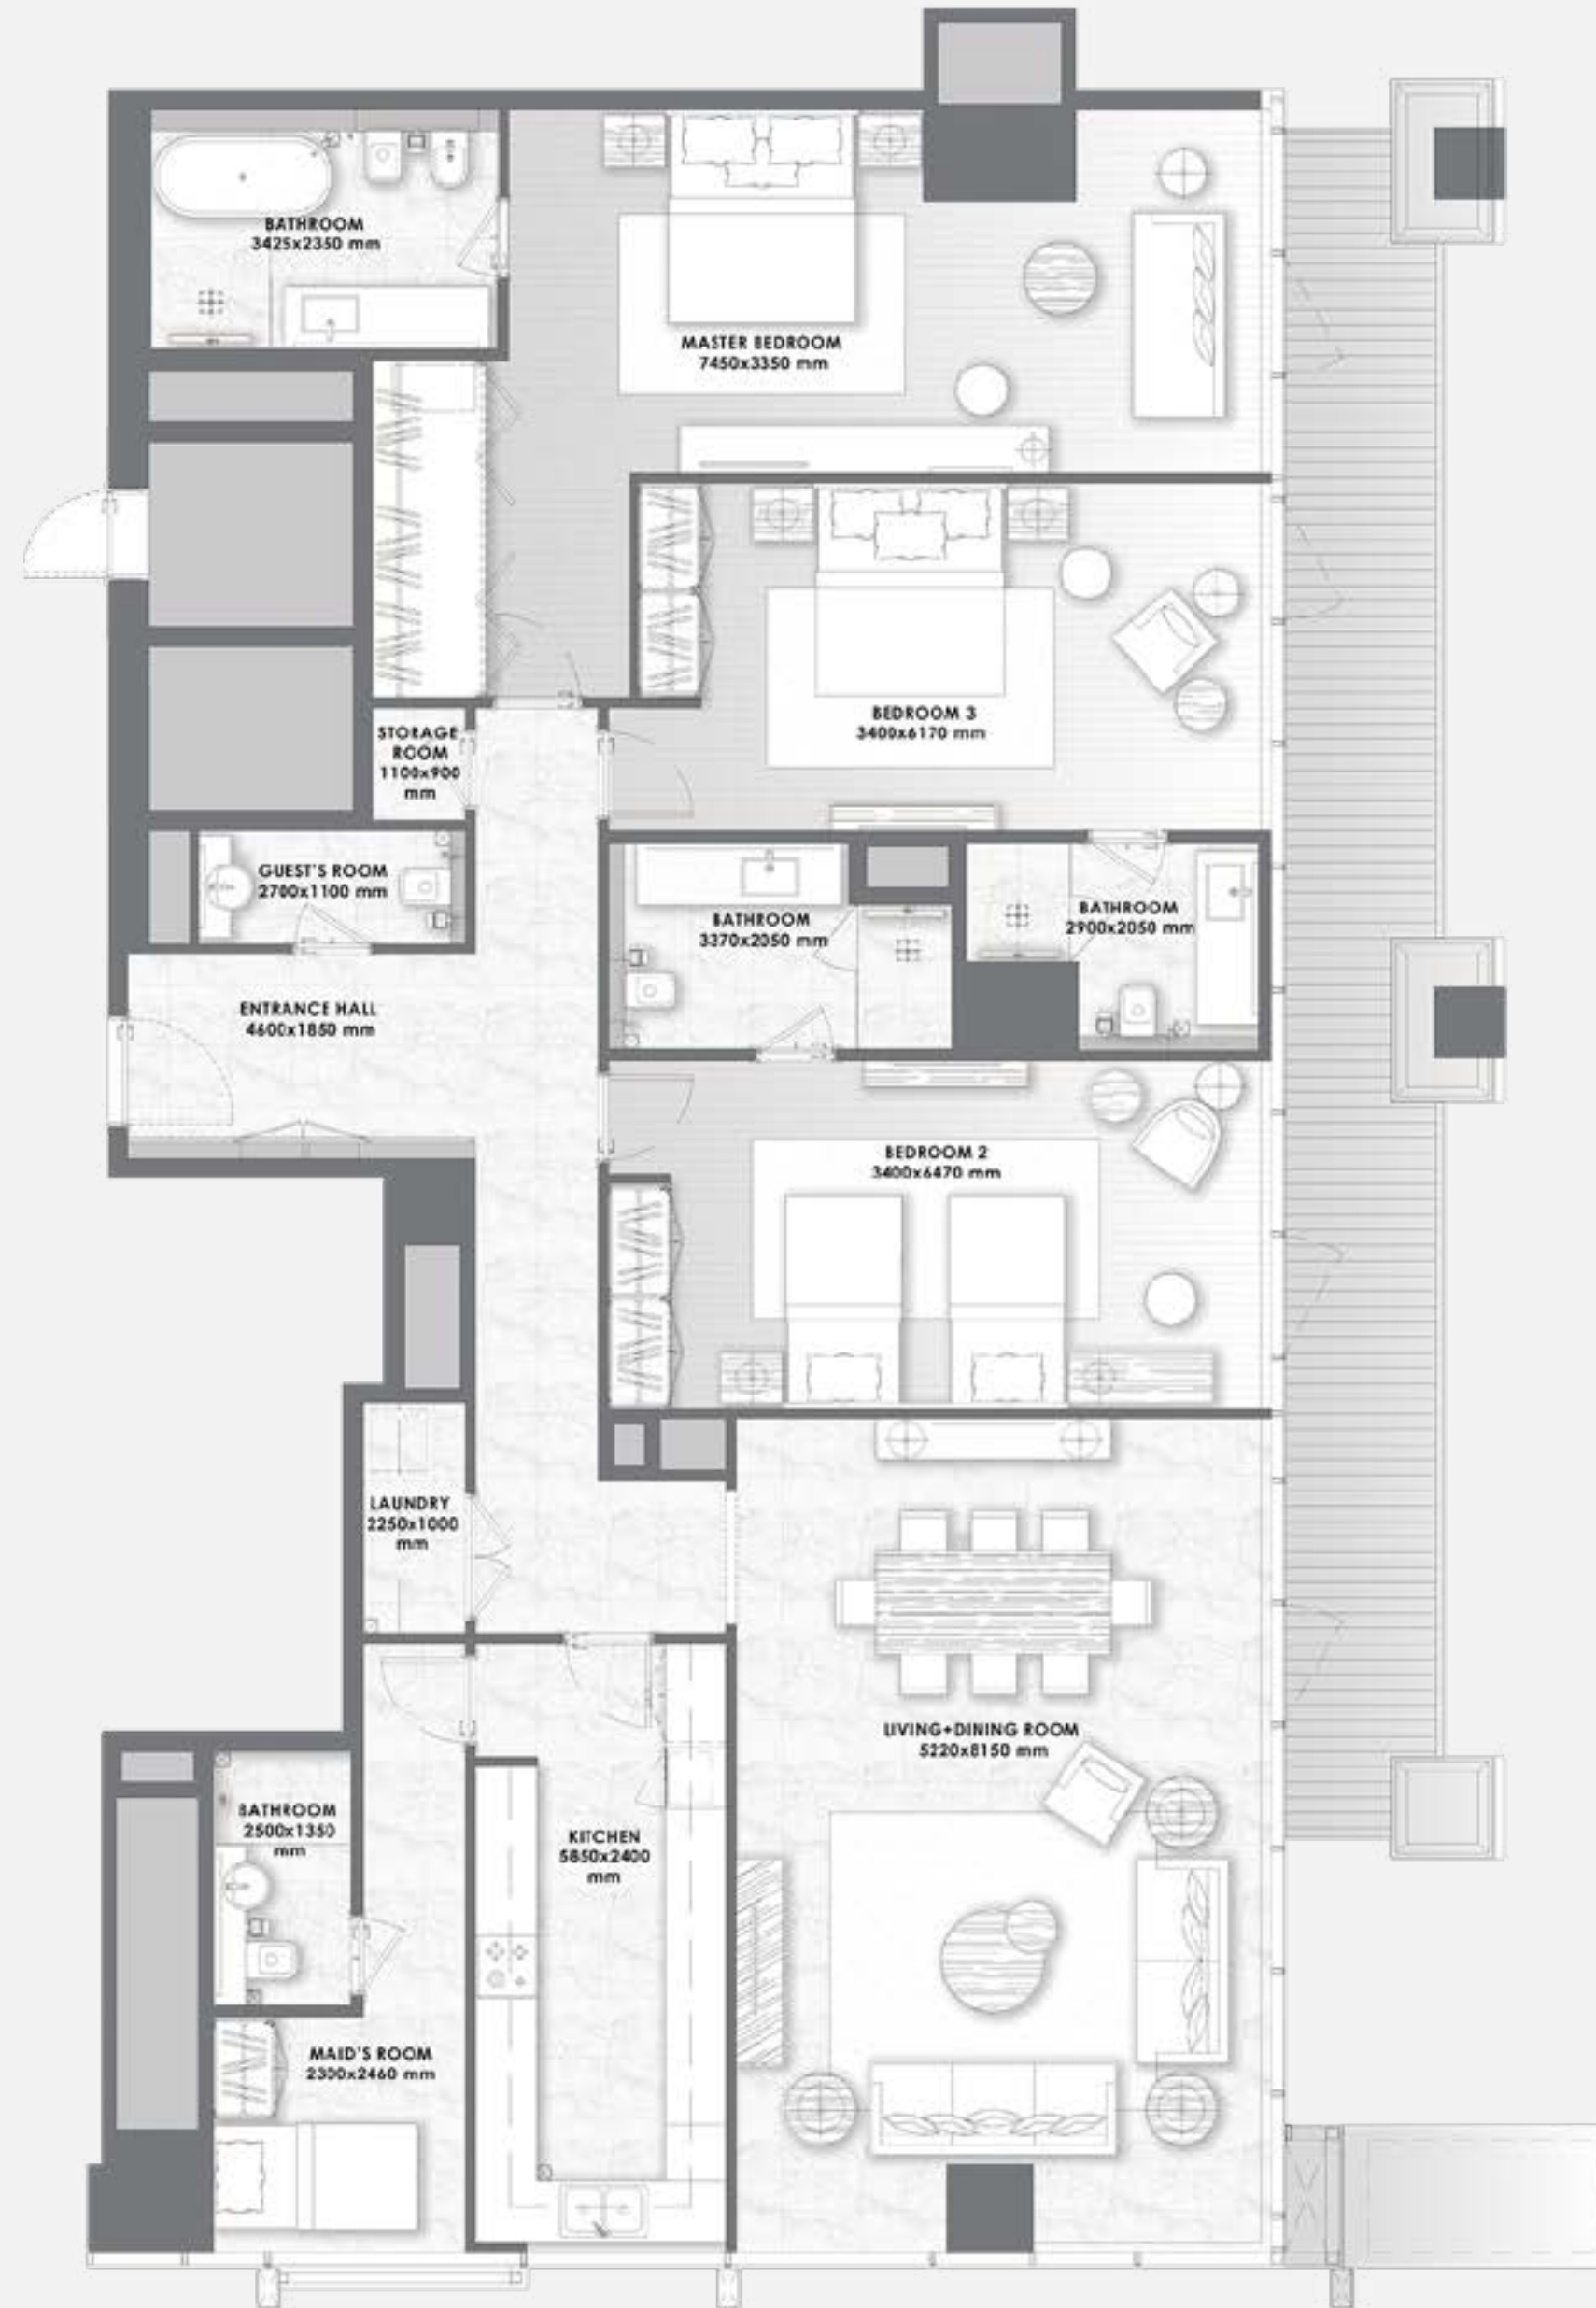 BATHROOM
3425x2350 mm
MASTER BEDROOM
7450x3350 mm
STORAGE
ROOM
1100x900
mm
BEDROOM 3
3400x6170 mm
GUEST'S ROOM
2700x1100 mm
BATHROOM
3370x2050 mm
BATHROOM
2900x2050 mm
ENTRANCE HALL
4600x1850 mm
BEDROOM 2
3400x6470 mm
LAUNDRY
2250x1000
mm
LIVING+DINING ROOM
5220x8150 mm
BATHROOM
2500x1350
mm
KITCHEN
5850x2400
mm
MAID'S ROOM
2300x2460 mm